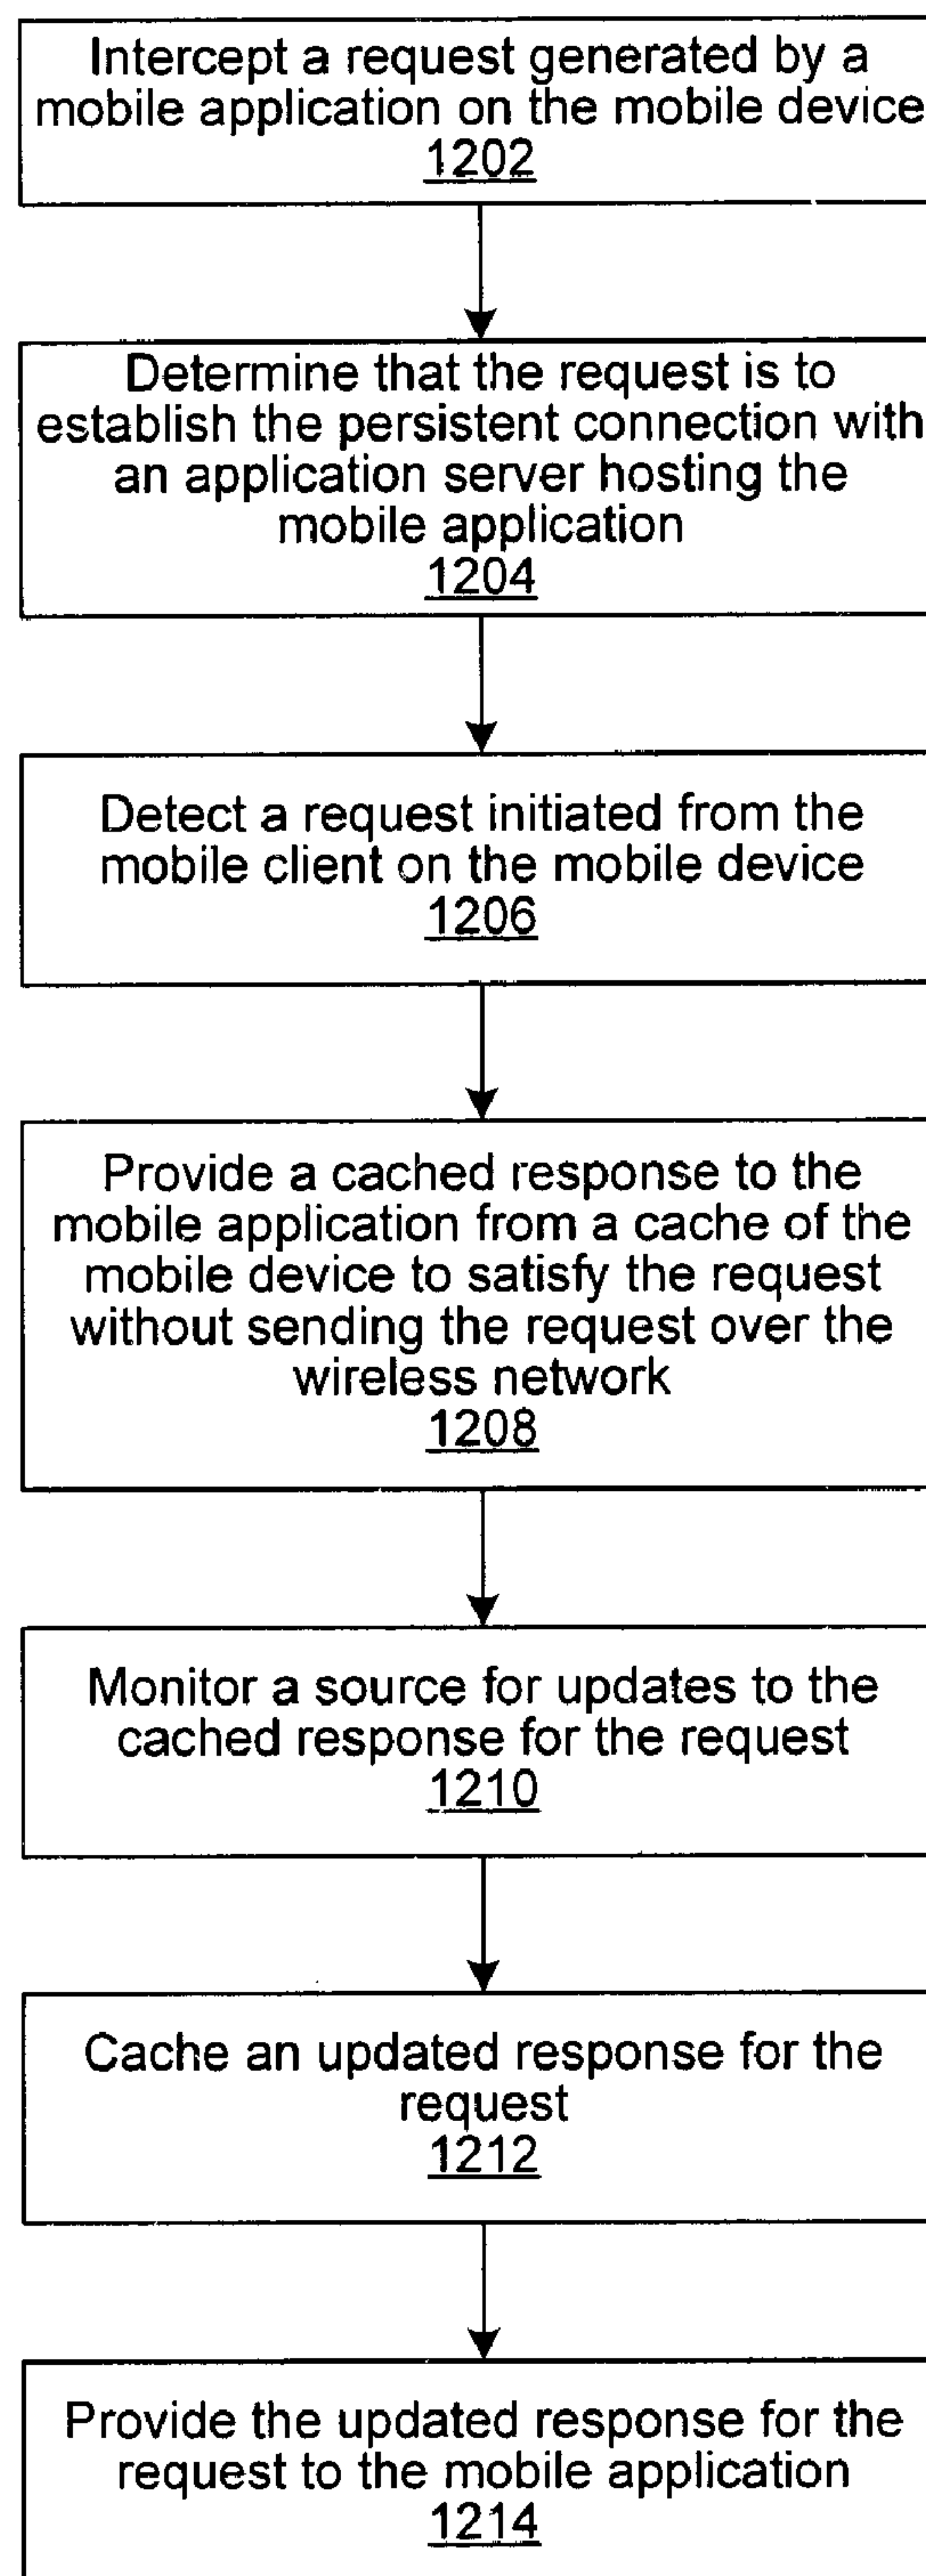 Intercept a request generated by a
mobile application on the mobile device
1202
Determine that the request is to
establish the persistent connection with
an application server hosting the
mobile application
1204
Detect a request initiated from the
mobile client on the mobile device
1206
Provide a cached response to the
mobile application from a cache of the
mobile device to satisfy the request
without sending the request over the
wireless network
1208
Monitor a source for updates to the
cached response for the request
1210
Cache an updated response for the
request
1212
Provide the updated response for the
request to the mobile application
1214